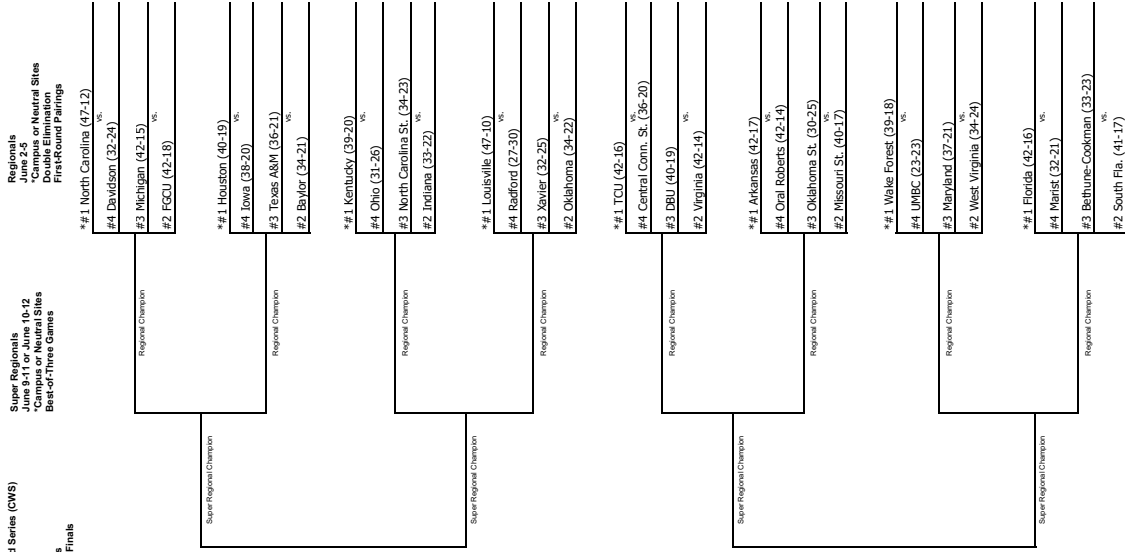 Regionals
June 2-5
*Campus or Neutral Sites
Double Elimination
First-Round Pairings
*#1 North Carolina (47-12)
vs.
#4 Davidson (32-24)
#3 Michigan (42-15)
vs.
#2 FGCU (42-18)
*#1 Houston (40-19)
vs.
#4 Iowa (38-20)
#3 Texas A&M (36-21)
vs.
#2 Baylor (34-21)
*#1 Kentucky (39-20)
vs.
#4 Ohio (31-26)
#3 North Carolina St. (34-23)
vs.
#2 Indiana (33-22)
*#1 Louisville (47-10)
vs.
#4 Radford (27-30)
#3 Xavier (32-25)
vs.
#2 Oklahoma (34-22)
*#1 TCU (42-16)
vs.
#4 Central Conn. St. (36-20)
#3 DBU (40-19)
vs.
#2 Virginia (42-14)
*#1 Arkansas (42-17)
vs.
#4 Oral Roberts (42-14)
#3 Oklahoma St. (30-25)
vs.
#2 Missouri St. (40-17)
*#1 Wake Forest (39-18)
vs.
#4 UMBC (23-23)
#3 Maryland (37-21)
vs.
#2 West Virginia (34-24)
*#1 Florida (42-16)
vs.
#4 Marist (32-21)
#3 Bethune-Cookman (33-23)
vs.
#2 South Fla. (41-17)
Super Regionals
June 9-11 or June 10-12
*Campus or Neutral Sites
Best-of-Three Games
Regional Champion
Regional Champion
Regional Champion
Regional Champion
Regional Champion
Regional Champion
Regional Champion
Regional Champion
Super Regional Champion
Super Regional Champion
Super Regional Champion
Super Regional Champion
d Series (CWS)
s
Finals